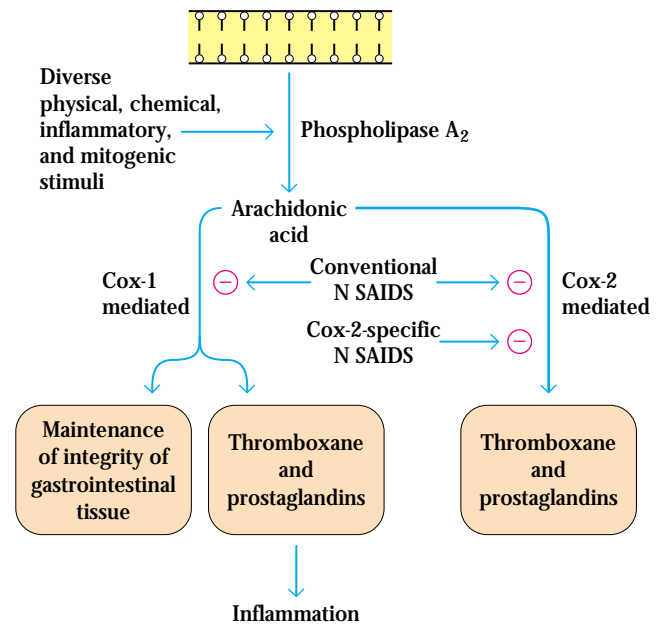 Diverse
physical, chemical,
inflammatory,
and mitogenic
stimuli
Phospholipase A₂
Arachidonic
acid
Cox-1
mediated
−
Conventional
N SAIDS
−
Cox-2
mediated
Cox-2-specific
N SAIDS
−
Maintenance
of integrity of
gastrointestinal
tissue
Thromboxane
and
prostaglandins
Thromboxane
and
prostaglandins
Inflammation